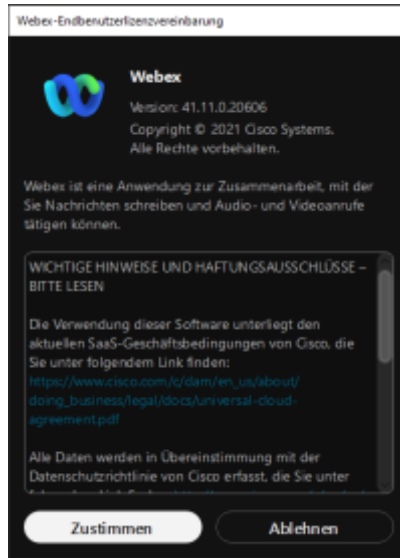 Webex-Endbenutzerlizenzvereinbarung
Webex
Version: 41.11.0.20606
Copyright © 2021 Cisco Systems.
Alle Rechte vorbehalten.
Webex ist eine Anwendung zur Zusammenarbeit, mit der
Sie Nachrichten schreiben und Audio- und Videoanrufe
tätigen können.
WICHTIGE HINWEISE UND HAFTUNGSAUSSCHLÜSSE –
BITTE LESEN
Die Verwendung dieser Software unterliegt den
aktuellen SaaS-Geschäftsbedingungen von Cisco, die
Sie unter folgendem Link finden:
https://www.cisco.com/c/dam/en_us/about/
doing_business/legal/docs/universal-cloud-
agreement.pdf
Alle Daten werden in Übereinstimmung mit der
Datenschutzrichtlinie von Cisco erfasst, die Sie unter
Zustimmen
Ablehnen